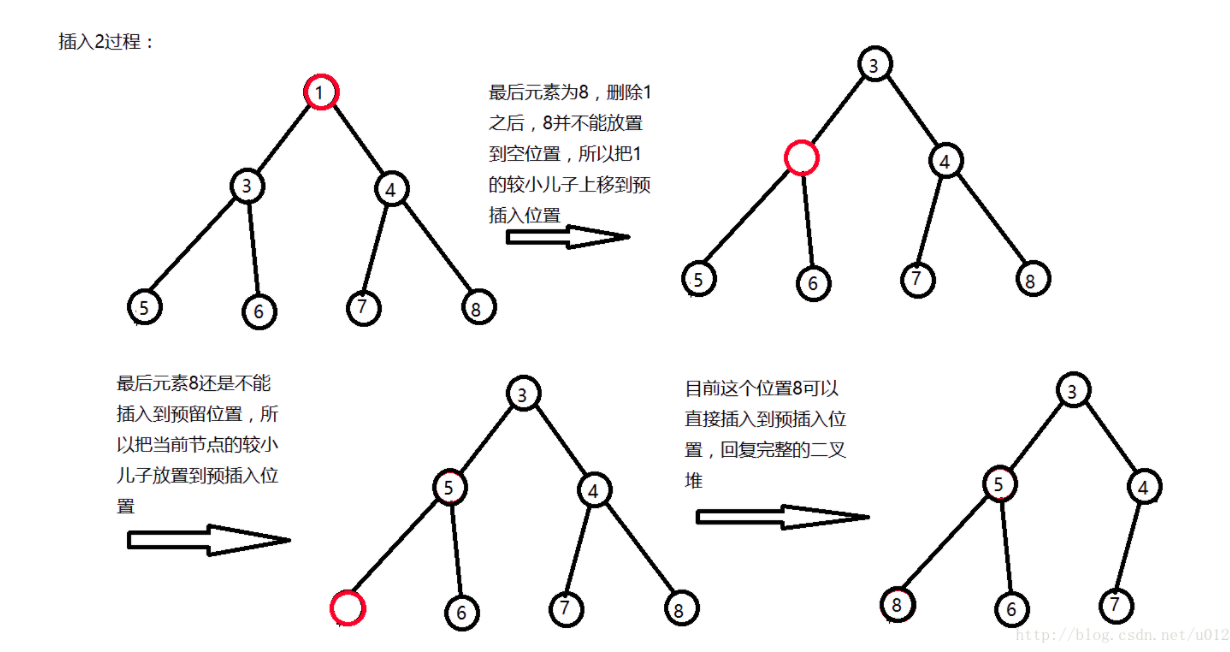 插入2过程：
1
3
4
5
6
7
8
最后元素为8，删除1
之后，8并不能放置
到空位置，所以把1
的较小儿子上移到预
插入位置
3
4
5
6
7
8
最后元素8还是不能
插入到预留位置，所
以把当前节点的较小
儿子放置到预插入位
置
3
5
4
6
7
8
目前这个位置8可以
直接插入到预插入位
置，回复完整的二叉
堆
3
5
4
8
6
7
http://blog.csdn.net/u012